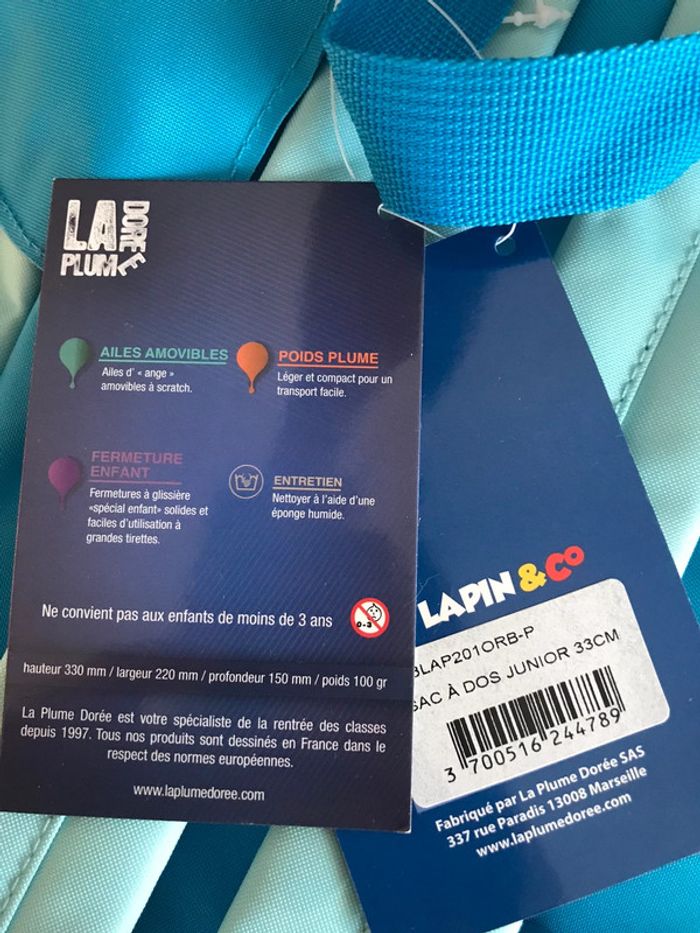 LA
PLUME
DORÉE
AILES AMOVIBLES
Ailes d' « ange »
amovibles à scratch.
POIDS PLUME
Léger et compact pour un
transport facile.
FERMETURE
ENFANT
Fermetures à glissière
«spécial enfant» solides et
faciles d'utilisation à
grandes tirettes.
ENTRETIEN
Nettoyer à l'aide d'une
éponge humide.
Ne convient pas aux enfants de moins de 3 ans
0-3
hauteur 330 mm / largeur 220 mm / profondeur 150 mm / poids 100 gr
La Plume Dorée est votre spécialiste de la rentrée des classes
depuis 1997. Tous nos produits sont dessinés en France dans le
respect des normes européennes.
www.laplumedoree.com
LAPIN & CO
BLAP201ORB-P
SAC À DOS JUNIOR 33CM
3 700516 244789
Fabriqué par La Plume Dorée SAS
337 rue Paradis 13008 Marseille
www.laplumedoree.com